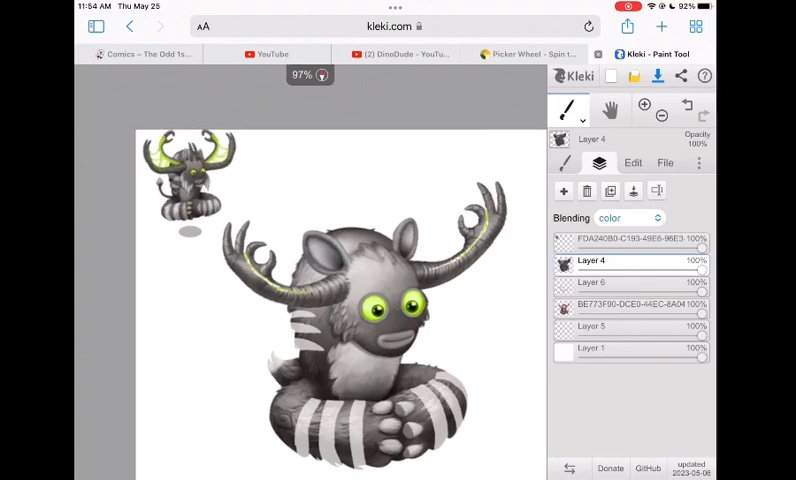 11:54 AM Thu May 25
92%
AA
kleki.com
Comics – The Odd 1s...
YouTube
(2) DinoDude - YouTu...
Picker Wheel - Spin t...
Kleki - Paint Tool
97%
Kleki
Layer 4
Opacity
100%
Edit
File
Blending
color
FDA240B0-C193-49E6-96E3- 100%
Layer 4 100%
Layer 6 100%
BE773F90-DCE0-44EC-8A04 100%
Layer 5 100%
Layer 1 100%
Donate
GitHub
updated
2023-05-06